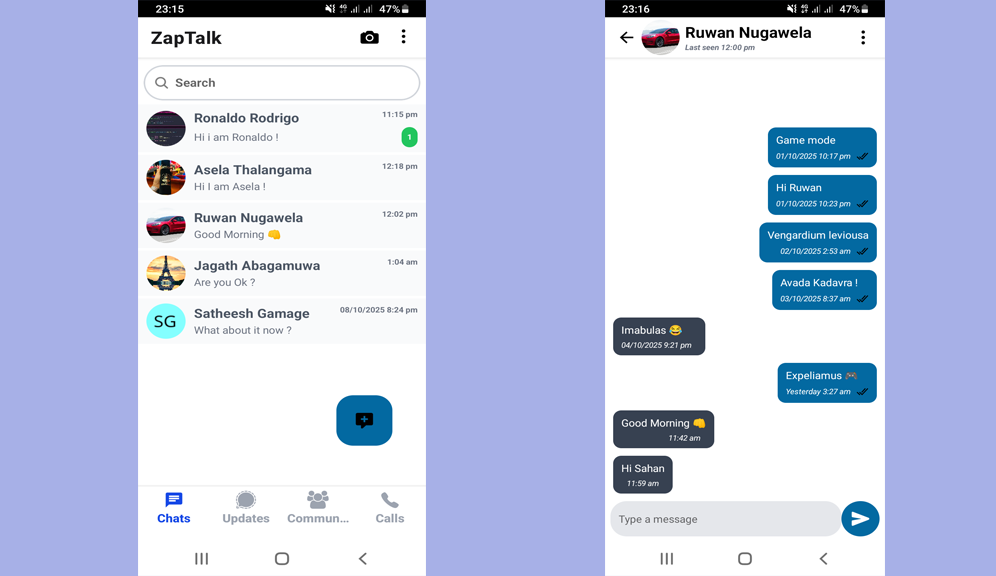 23:15
4G
47%
ZapTalk
Search
Ronaldo Rodrigo
11:15 pm
Hi i am Ronaldo !
1
Asela Thalangama
12:18 pm
Hi I am Asela !
Ruwan Nugawela
12:02 pm
Good Morning 👊
Jagath Abagamuwa
1:04 am
Are you Ok ?
SG
Satheesh Gamage
08/10/2025 8:24 pm
What about it now ?
Chats
Updates
Commun...
Calls
23:16
4G
47%
Ruwan Nugawela
Last seen 12:00 pm
Game mode
01/10/2025 10:17 pm
Hi Ruwan
01/10/2025 10:23 pm
Vengardium leviousa
02/10/2025 2:53 am
Avada Kadavra !
03/10/2025 8:37 am
Imabulas 😂
04/10/2025 9:21 pm
Expeliamus 🎮
Yesterday 3:27 am
Good Morning 👊
11:42 am
Hi Sahan
11:59 am
Type a message